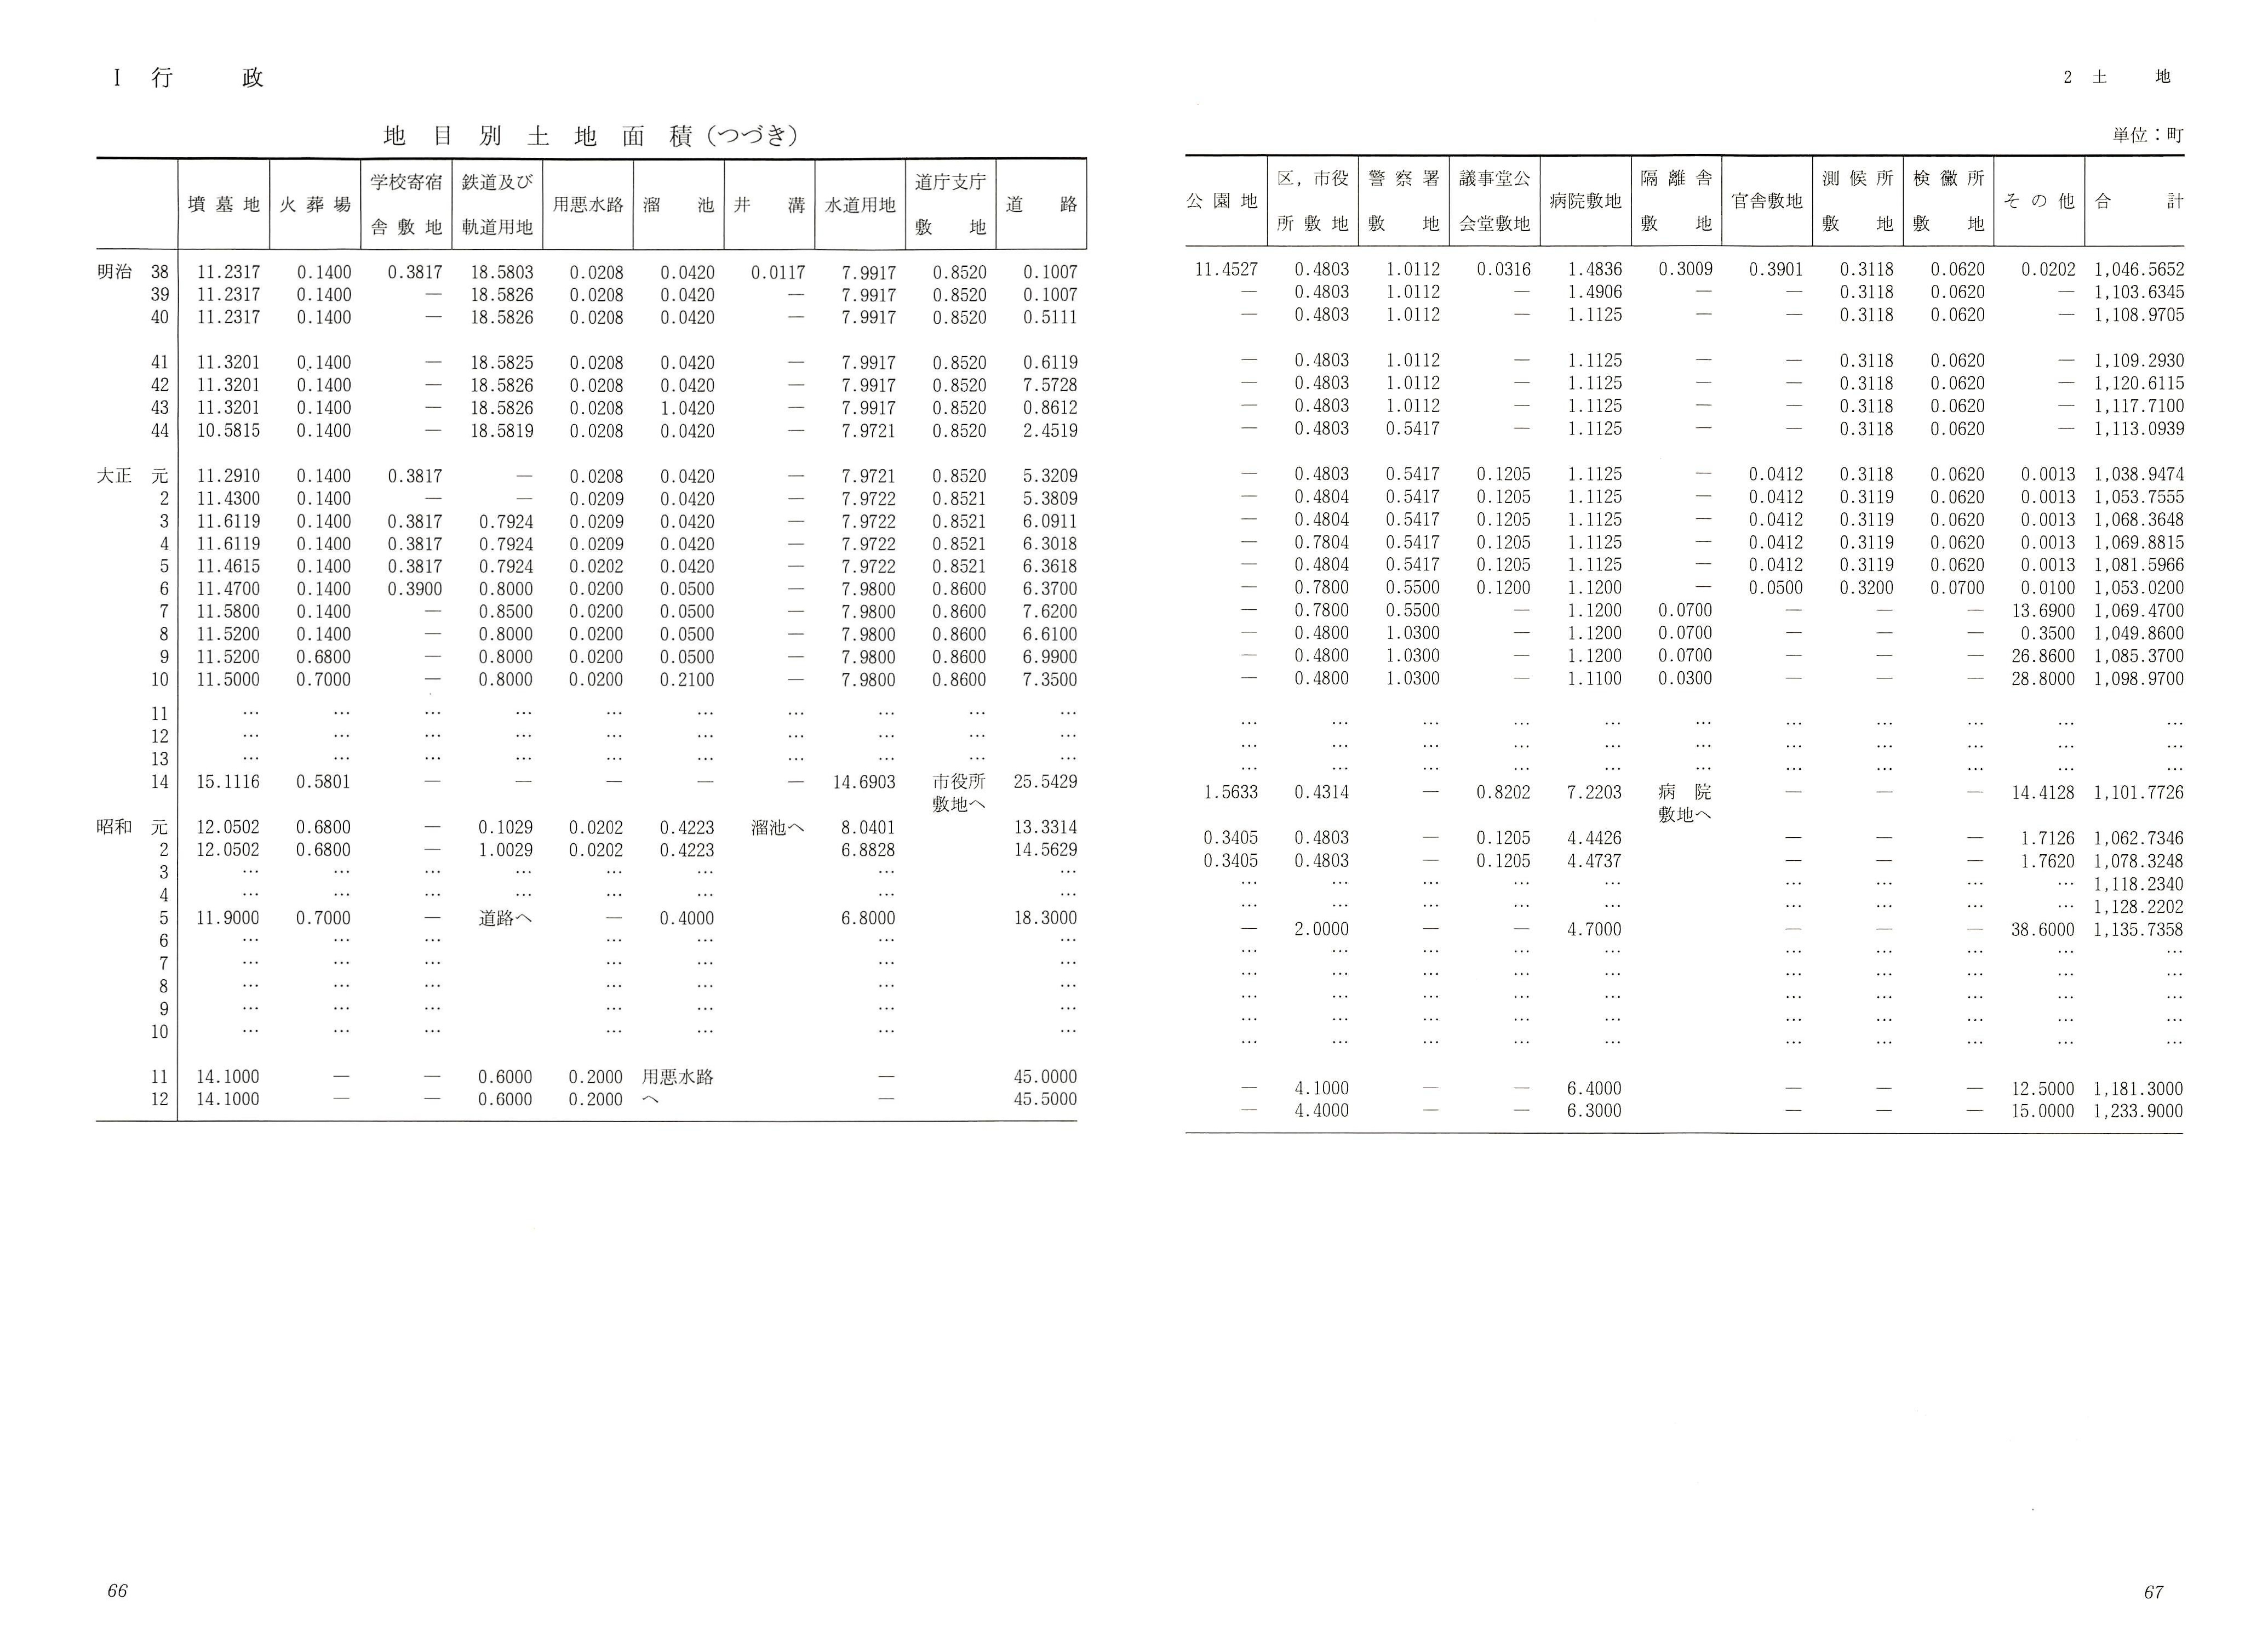 Ⅰ 行 政
地目別土地面積（つづき）
墳墓地 火葬場 学校寄宿舎敷地 鉄道及び軌道用地 用悪水路 溜池 井溝 水道用地 道庁支庁敷地 道路
明治 38 11.2317 0.1400 0.3817 18.5803 0.0208 0.0420 0.0117 7.9917 0.8520 0.1007
39 11.2317 0.1400 — 18.5826 0.0208 0.0420 — 7.9917 0.8520 0.1007
40 11.2317 0.1400 — 18.5826 0.0208 0.0420 — 7.9917 0.8520 0.5111
41 11.3201 0.1400 — 18.5825 0.0208 0.0420 — 7.9917 0.8520 0.6119
42 11.3201 0.1400 — 18.5826 0.0208 0.0420 — 7.9917 0.8520 7.5728
43 11.3201 0.1400 — 18.5826 0.0208 1.0420 — 7.9917 0.8520 0.8612
44 10.5815 0.1400 — 18.5819 0.0208 0.0420 — 7.9721 0.8520 2.4519
大正 元 11.2910 0.1400 0.3817 — 0.0208 0.0420 — 7.9721 0.8520 5.3209
2 11.4300 0.1400 — — 0.0209 0.0420 — 7.9722 0.8521 5.3809
3 11.6119 0.1400 0.3817 0.7924 0.0209 0.0420 — 7.9722 0.8521 6.0911
4 11.6119 0.1400 0.3817 0.7924 0.0209 0.0420 — 7.9722 0.8521 6.3018
5 11.4615 0.1400 0.3817 0.7924 0.0202 0.0420 — 7.9722 0.8521 6.3618
6 11.4700 0.1400 0.3900 0.8000 0.0200 0.0500 — 7.9800 0.8600 6.3700
7 11.5800 0.1400 — 0.8500 0.0200 0.0500 — 7.9800 0.8600 7.6200
8 11.5200 0.1400 — 0.8000 0.0200 0.0500 — 7.9800 0.8600 6.6100
9 11.5200 0.6800 — 0.8000 0.0200 0.0500 — 7.9800 0.8600 6.9900
10 11.5000 0.7000 — 0.8000 0.0200 0.2100 — 7.9800 0.8600 7.3500
11 … … … … … … … … … …
12 … … … … … … … … … …
13 … … … … … … … … … …
14 15.1116 0.5801 — — — — — 14.6903 市役所 25.5429
敷地へ
昭和 元 12.0502 0.6800 — 0.1029 0.0202 0.4223 溜池へ 8.0401 13.3314
2 12.0502 0.6800 — 1.0029 0.0202 0.4223 6.8828 14.5629
3 … … … … … … … …
4 … … … … … … … …
5 11.9000 0.7000 — 道路へ — 0.4000 6.8000 18.3000
6 … … … … … … …
7 … … … … … … …
8 … … … … … … …
9 … … … … … … …
10 … … … … … … …
11 14.1000 — — 0.6000 0.2000 用悪水路 — 45.0000
12 14.1000 — — 0.6000 0.2000 へ — 45.5000
66
2 土 地
単位：町
公園地 区，市役所敷地 警察署敷地 議事堂公会堂敷地 病院敷地 隔離舎敷地 官舎敷地 測候所敷地 検黴所敷地 その他 合計
11.4527 0.4803 1.0112 0.0316 1.4836 0.3009 0.3901 0.3118 0.0620 0.0202 1,046.5652
— 0.4803 1.0112 — 1.4906 — — 0.3118 0.0620 — 1,103.6345
— 0.4803 1.0112 — 1.1125 — — 0.3118 0.0620 — 1,108.9705
— 0.4803 1.0112 — 1.1125 — — 0.3118 0.0620 — 1,109.2930
— 0.4803 1.0112 — 1.1125 — — 0.3118 0.0620 — 1,120.6115
— 0.4803 1.0112 — 1.1125 — — 0.3118 0.0620 — 1,117.7100
— 0.4803 0.5417 — 1.1125 — — 0.3118 0.0620 — 1,113.0939
— 0.4803 0.5417 0.1205 1.1125 — 0.0412 0.3118 0.0620 0.0013 1,038.9474
— 0.4804 0.5417 0.1205 1.1125 — 0.0412 0.3119 0.0620 0.0013 1,053.7555
— 0.4804 0.5417 0.1205 1.1125 — 0.0412 0.3119 0.0620 0.0013 1,068.3648
— 0.7804 0.5417 0.1205 1.1125 — 0.0412 0.3119 0.0620 0.0013 1,069.8815
— 0.4804 0.5417 0.1205 1.1125 — 0.0412 0.3119 0.0620 0.0013 1,081.5966
— 0.7800 0.5500 0.1200 1.1200 — 0.0500 0.3200 0.0700 0.0100 1,053.0200
— 0.7800 0.5500 — 1.1200 0.0700 — — — 13.6900 1,069.4700
— 0.4800 1.0300 — 1.1200 0.0700 — — — 0.3500 1,049.8600
— 0.4800 1.0300 — 1.1200 0.0700 — — — 26.8600 1,085.3700
— 0.4800 1.0300 — 1.1100 0.0300 — — — 28.8000 1,098.9700
… … … … … … … … … … …
… … … … … … … … … … …
… … … … … … … … … … …
1.5633 0.4314 — 0.8202 7.2203 病院 — — — 14.4128 1,101.7726
敷地へ
0.3405 0.4803 — 0.1205 4.4426 — — — 1.7126 1,062.7346
0.3405 0.4803 — 0.1205 4.4737 — — — 1.7620 1,078.3248
… … … … … … … … … 1,118.2340
… … … … … … … … … 1,128.2202
— 2.0000 — — 4.7000 — — — 38.6000 1,135.7358
… … … … … … … … … …
… … … … … … … … … …
… … … … … … … … … …
… … … … … … … … … …
… … … … … … … … … …
— 4.1000 — — 6.4000 — — — 12.5000 1,181.3000
— 4.4000 — — 6.3000 — — — 15.0000 1,233.9000
67